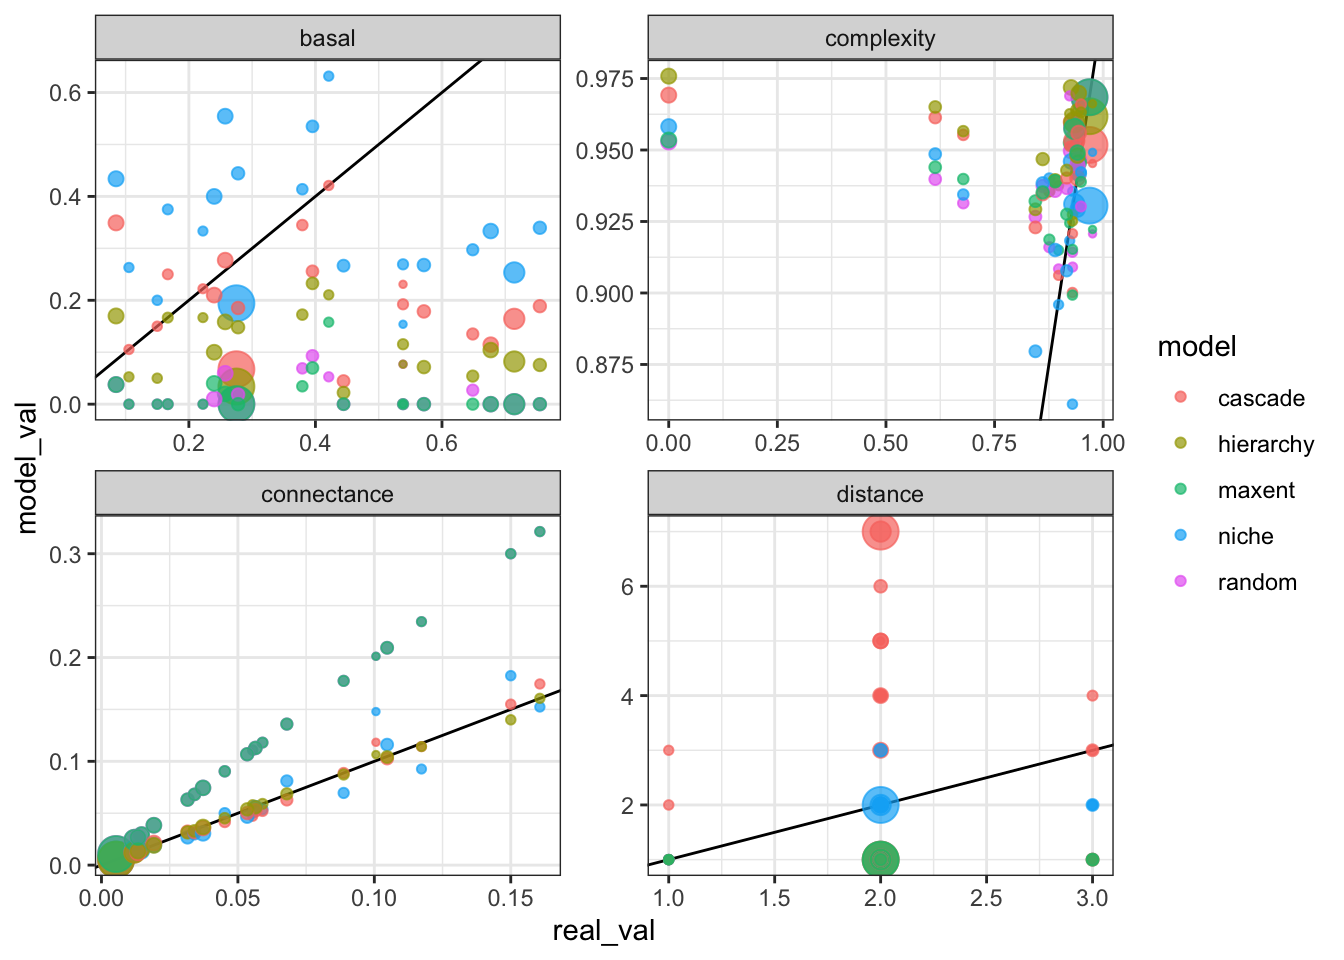 basal
complexity
0.6
0.4
0.2
0.0
0.975
0.950
0.925
0.900
0.875
0.2 0.4 0.6
0.00 0.25 0.50 0.75 1.00
connectance
distance
0.3
0.2
0.1
0.0
6
4
2
0.00 0.05 0.10 0.15
1.0 1.5 2.0 2.5 3.0
model_val
real_val
model
cascade
hierarchy
maxent
niche
random